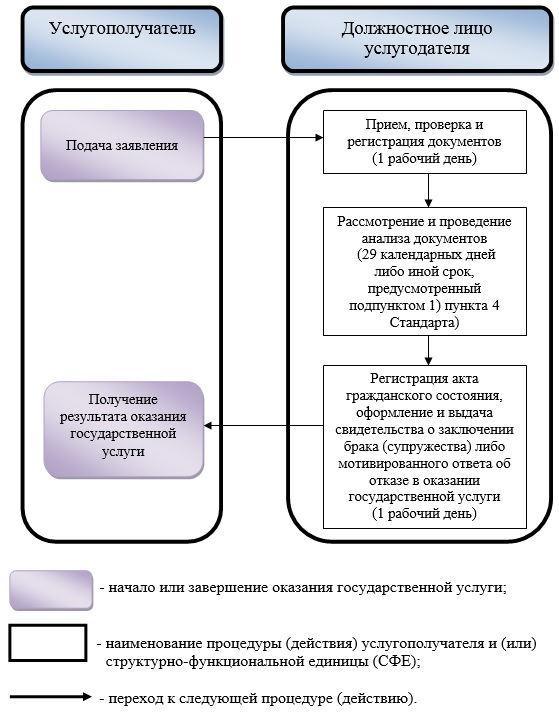 Услугополучатель
Должностное лицо
услугодателя
Подача заявления
Прием, проверка и
регистрация документов
(1 рабочий день)
Рассмотрение и проведение
анализа документов
(29 календарных дней
либо иной срок,
предусмотренный
подпунктом 1) пункта 4
Стандарта)
Получение
результата оказания
государственной
услуги
Регистрация акта
гражданского состояния,
оформление и выдача
свидетельства о заключении
брака (супружества) либо
мотивированного ответа об
отказе в оказании
государственной услуги
(1 рабочий день)
- начало или завершение оказания государственной услуги;
- наименование процедуры (действия) услугополучателя и (или)
структурно-функциональной единицы (СФЕ);
- переход к следующей процедуре (действию).